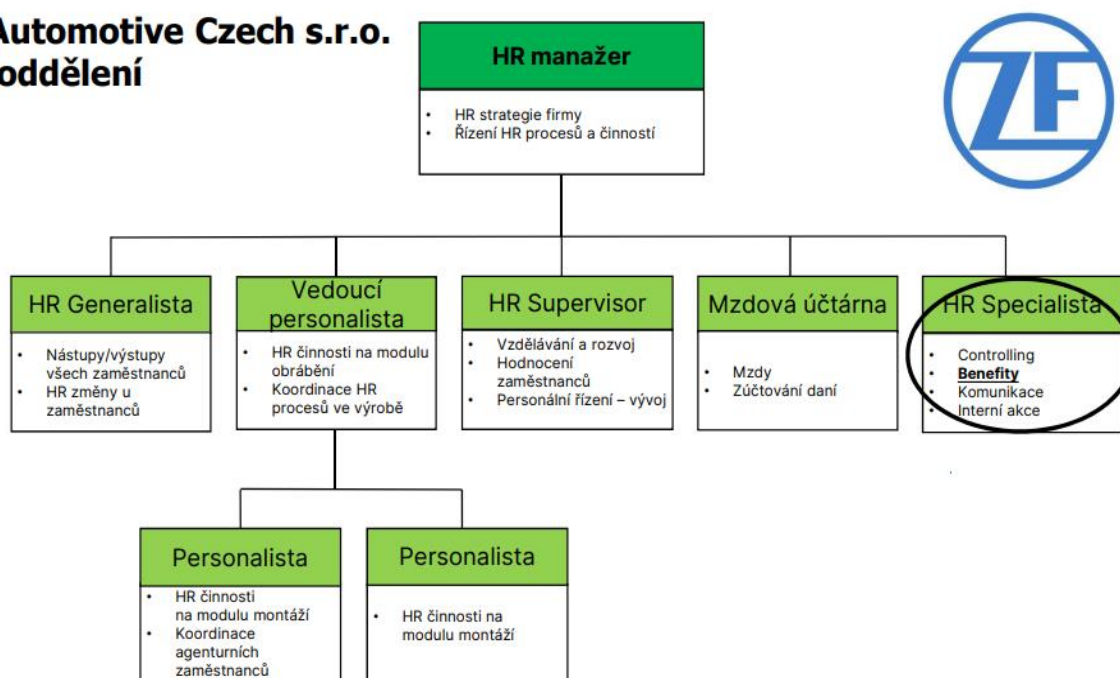 Automotive Czech s.r.o.
oddělení
HR manažer
• HR strategie firmy
• Řízení HR procesů a činností
ZF
HR Generalista
• Nástupy/výstupy
všech zaměstnanců
• HR změny u
zaměstnanců
Vedoucí
personalista
• HR činnosti na modulu
obrábění
• Koordinace HR
procesů ve výrobě
HR Supervisor
• Vzdělávání a rozvoj
• Hodnocení
zaměstnanců
• Personální řízení – vývoj
Mzdová účtárna
• Mzdy
• Zúčtování daní
HR Specialista
• Controlling
• Benefity
• Komunikace
• Interní akce
Personalista
• HR činnosti
na modulu montáží
• Koordinace
agenturních
zaměstnanců
Personalista
• HR činnosti na
modulu montáží